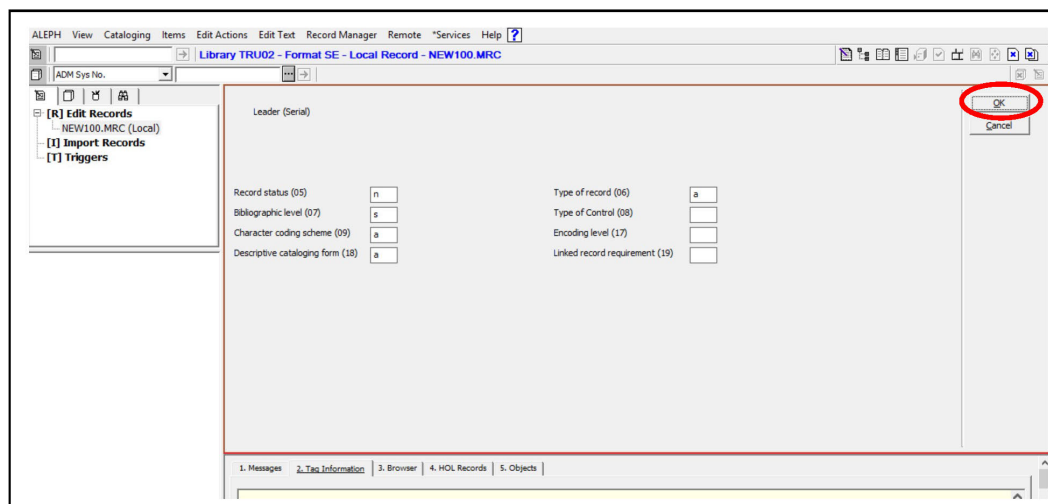 ALEPH View Cataloging Items Edit Actions Edit Text Record Manager Remote *Services Help ?
Library TRU02 - Format SE - Local Record - NEW100.MRC
ADM Sys No.
[R] Edit Records
NEW100.MRC (Local)
[I] Import Records
[T] Triggers
Leader (Serial)
OK
Cancel
Record status (05) n Type of record (06) a
Bibliographic level (07) s Type of Control (08)
Character coding scheme (09) a Encoding level (17)
Descriptive cataloging form (18) a Linked record requirement (19)
1. Messages 2. Tag Information 3. Browser 4. HOL Records 5. Objects